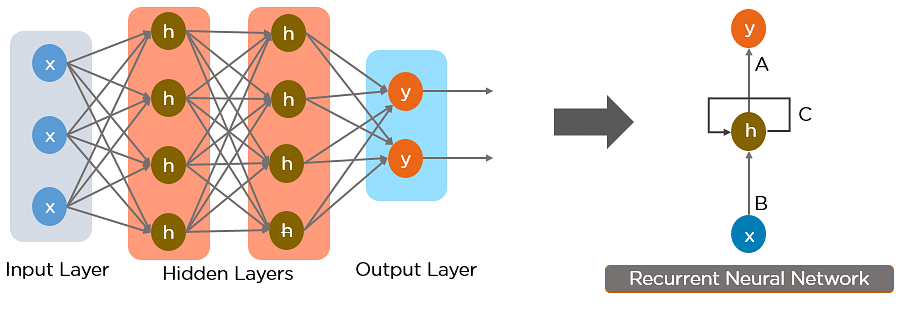 x
x
x
h
h
h
h
h
h
h
h
y
y
Input Layer
Hidden Layers
Output Layer
y
A
C
h
B
x
Recurrent Neural Network